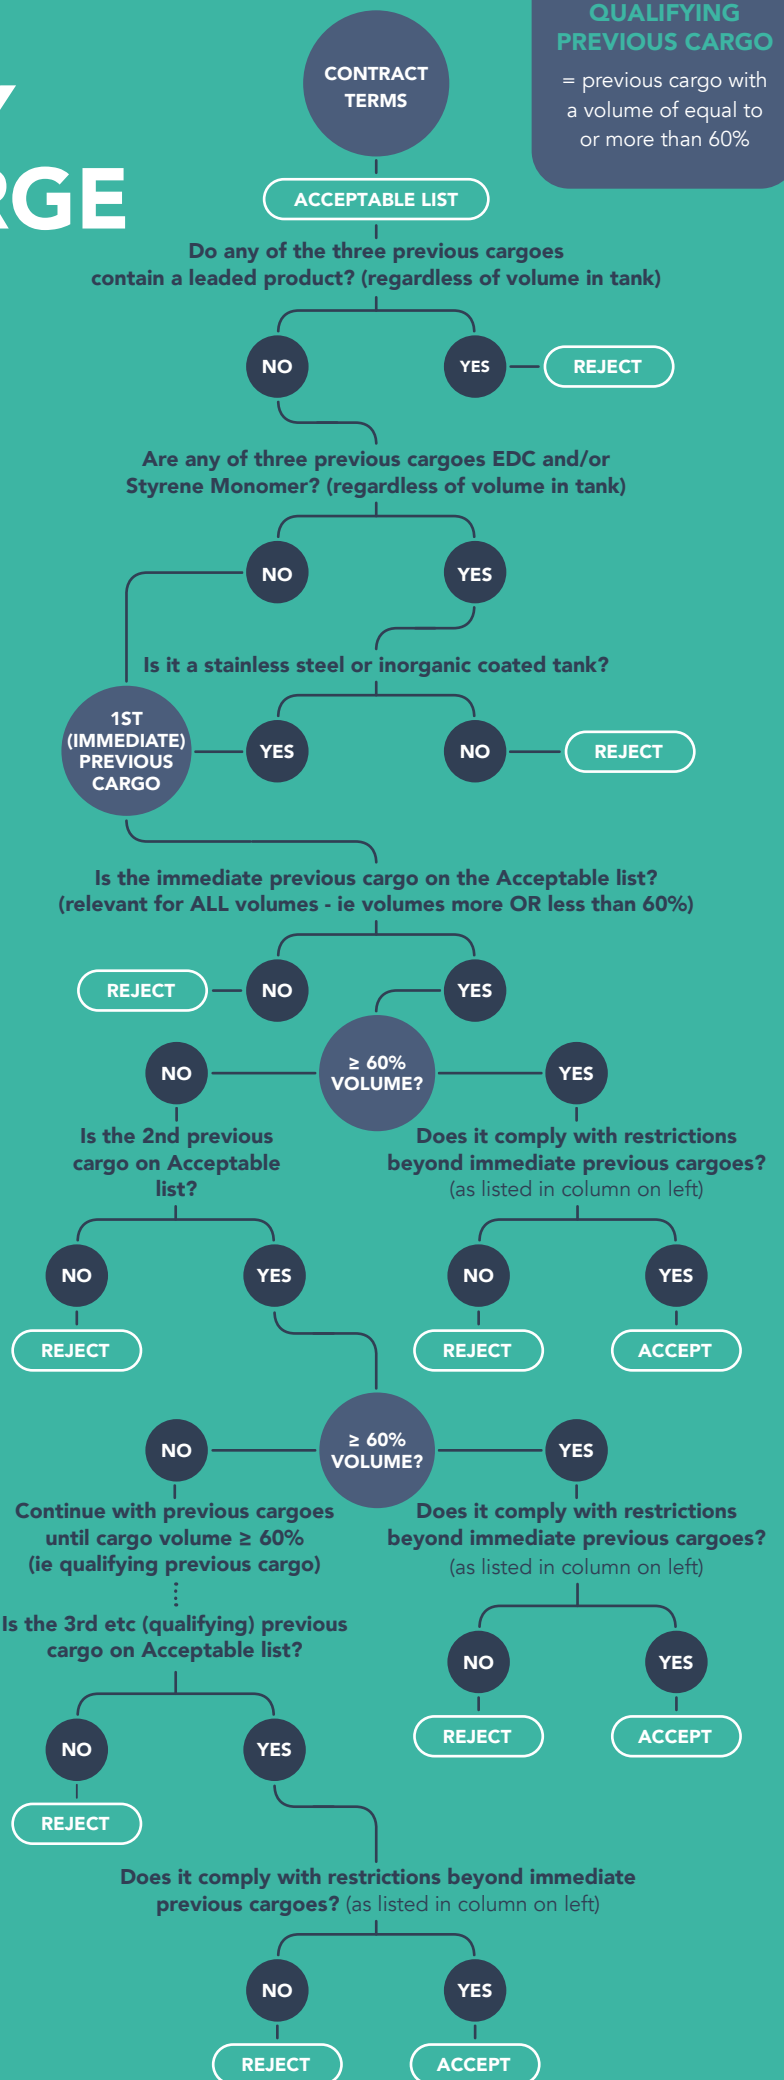 QUALIFYING
PREVIOUS CARGO
= previous cargo with
a volume of equal to
or more than 60%
CONTRACT
TERMS
RGE
ACCEPTABLE LIST
Do any of the three previous cargoes
contain a leaded product? (regardless of volume in tank)
NO
YES
REJECT
Are any of three previous cargoes EDC and/or
Styrene Monomer? (regardless of volume in tank)
NO
YES
Is it a stainless steel or inorganic coated tank?
1ST
(IMMEDIATE)
PREVIOUS
CARGO
YES
NO
REJECT
Is the immediate previous cargo on the Acceptable list?
(relevant for ALL volumes - ie volumes more OR less than 60%)
REJECT
NO
YES
≥ 60%
VOLUME?
NO
YES
Is the 2nd previous
cargo on Acceptable
list?
Does it comply with restrictions
beyond immediate previous cargoes?
(as listed in column on left)
NO
YES
NO
YES
REJECT
REJECT
ACCEPT
≥ 60%
VOLUME?
NO
YES
Continue with previous cargoes
until cargo volume ≥ 60%
(ie qualifying previous cargo)
Does it comply with restrictions
beyond immediate previous cargoes?
(as listed in column on left)
Is the 3rd etc (qualifying) previous
cargo on Acceptable list?
NO
YES
REJECT
ACCEPT
NO
YES
REJECT
Does it comply with restrictions beyond immediate
previous cargoes? (as listed in column on left)
NO
YES
REJECT
ACCEPT